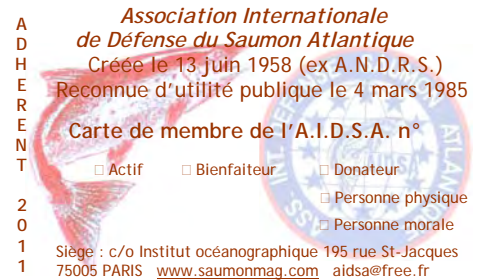 ADHERENT 2011
Association Internationale
de Défense du Saumon Atlantique
Créée le 13 juin 1958 (ex A.N.D.R.S.)
Reconnue d'utilité publique le 4 mars 1985
Carte de membre de l'A.I.D.S.A. n°
□ Actif □ Bienfaiteur □ Donateur
□ Personne physique
□ Personne morale
Siège : c/o Institut océanographique 195 rue St-Jacques
75005 PARIS www.saumonmag.com aidsa@free.fr